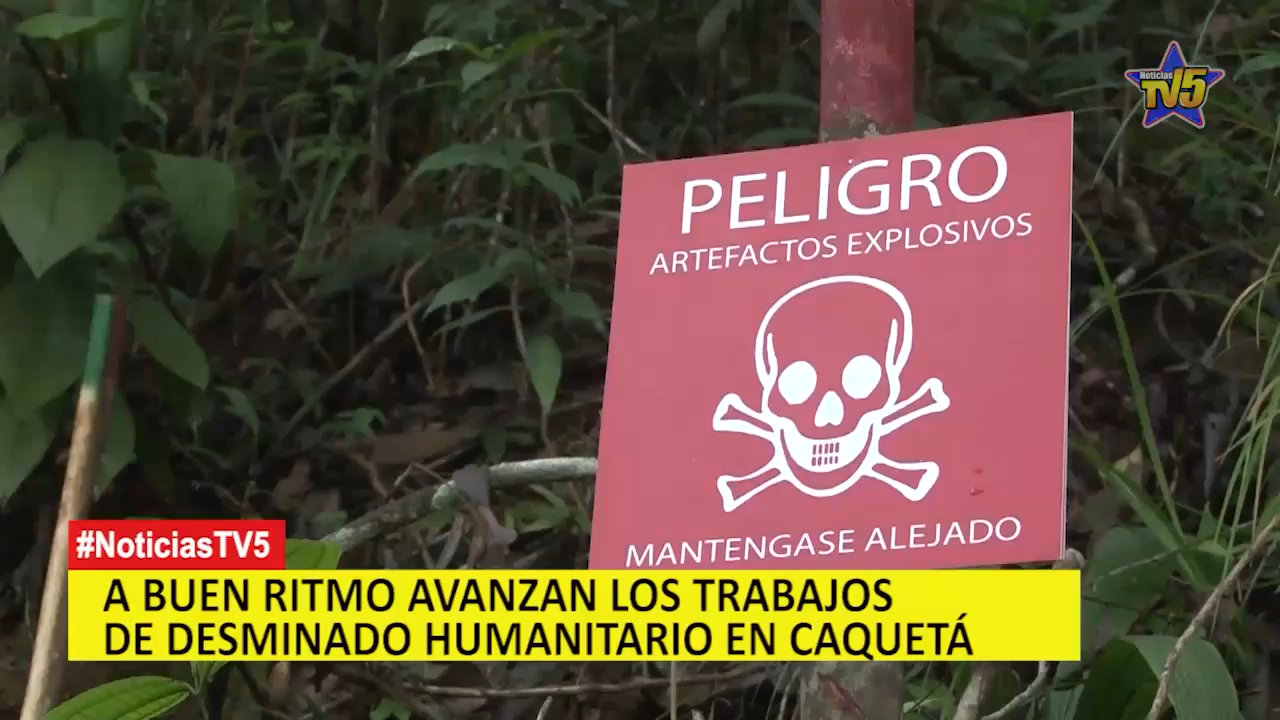 Noticias
TV5
PELIGRO
ARTEFACTOS EXPLOSIVOS
MANTENGASE ALEJADO
#NoticiasTV5
A BUEN RITMO AVANZAN LOS TRABAJOS
DE DESMINADO HUMANITARIO EN CAQUETÁ